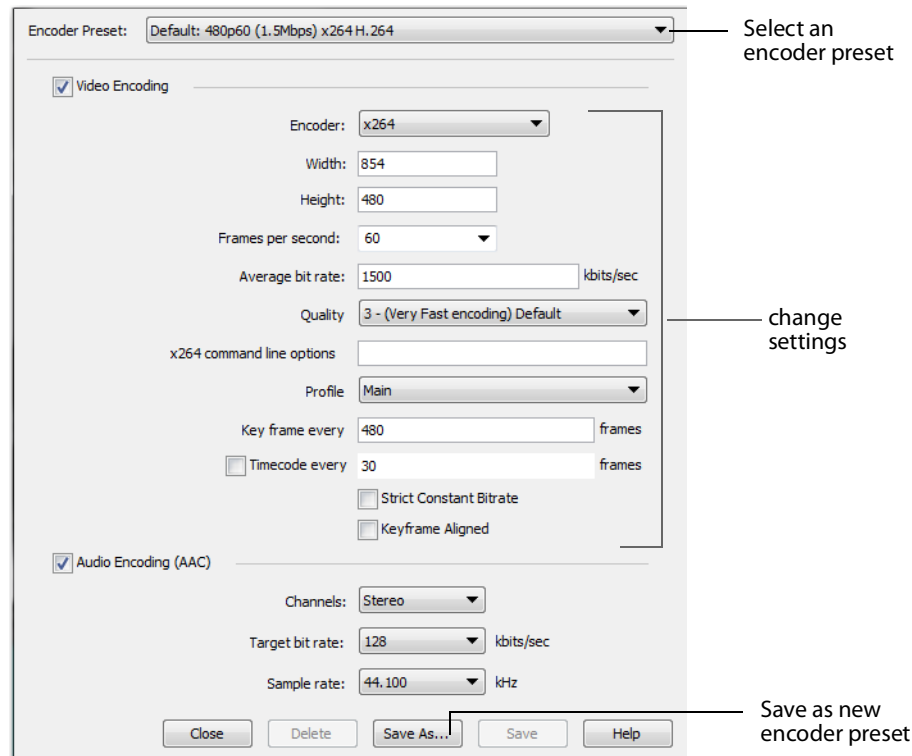 Encoder Preset: Default: 480p60 (1.5Mbps) x264 H.264
Select an
encoder preset
Video Encoding
Encoder: x264
Width: 854
Height: 480
Frames per second: 60
Average bit rate: 1500 kbits/sec
Quality 3 - (Very Fast encoding) Default
change
settings
x264 command line options
Profile Main
Key frame every 480 frames
Timecode every 30 frames
Strict Constant Bitrate
Keyframe Aligned
Audio Encoding (AAC)
Channels: Stereo
Target bit rate: 128 kbits/sec
Sample rate: 44.100 kHz
Close Delete Save As... Save Help
Save as new
encoder preset